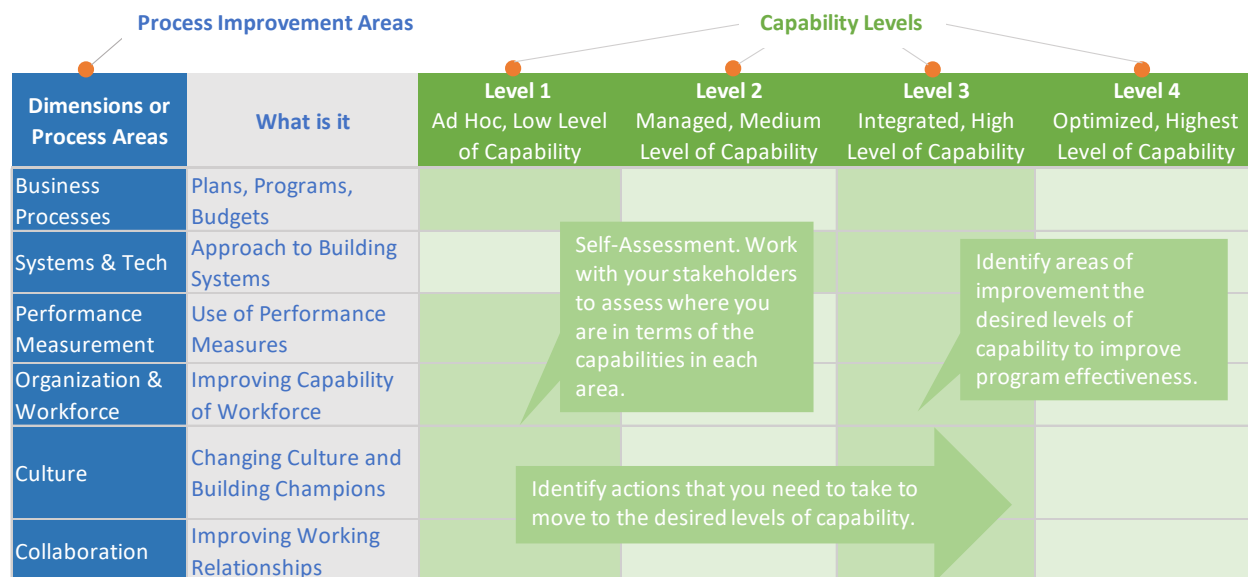 Process Improvement Areas
Capability Levels
Dimensions or
Process Areas
What is it
Level 1
Ad Hoc, Low Level
of Capability
Level 2
Managed, Medium
Level of Capability
Level 3
Integrated, High
Level of Capability
Level 4
Optimized, Highest
Level of Capability
Business
Processes
Plans, Programs,
Budgets
Systems & Tech
Approach to Building
Systems
Performance
Measurement
Use of Performance
Measures
Organization &
Workforce
Improving Capability
of Workforce
Culture
Changing Culture and
Building Champions
Collaboration
Improving Working
Relationships
Self-Assessment. Work
with your stakeholders
to assess where you
are in terms of the
capabilities in each
area.
Identify areas of
improvement the
desired levels of
capability to improve
program effectiveness.
Identify actions that you need to take to
move to the desired levels of capability.